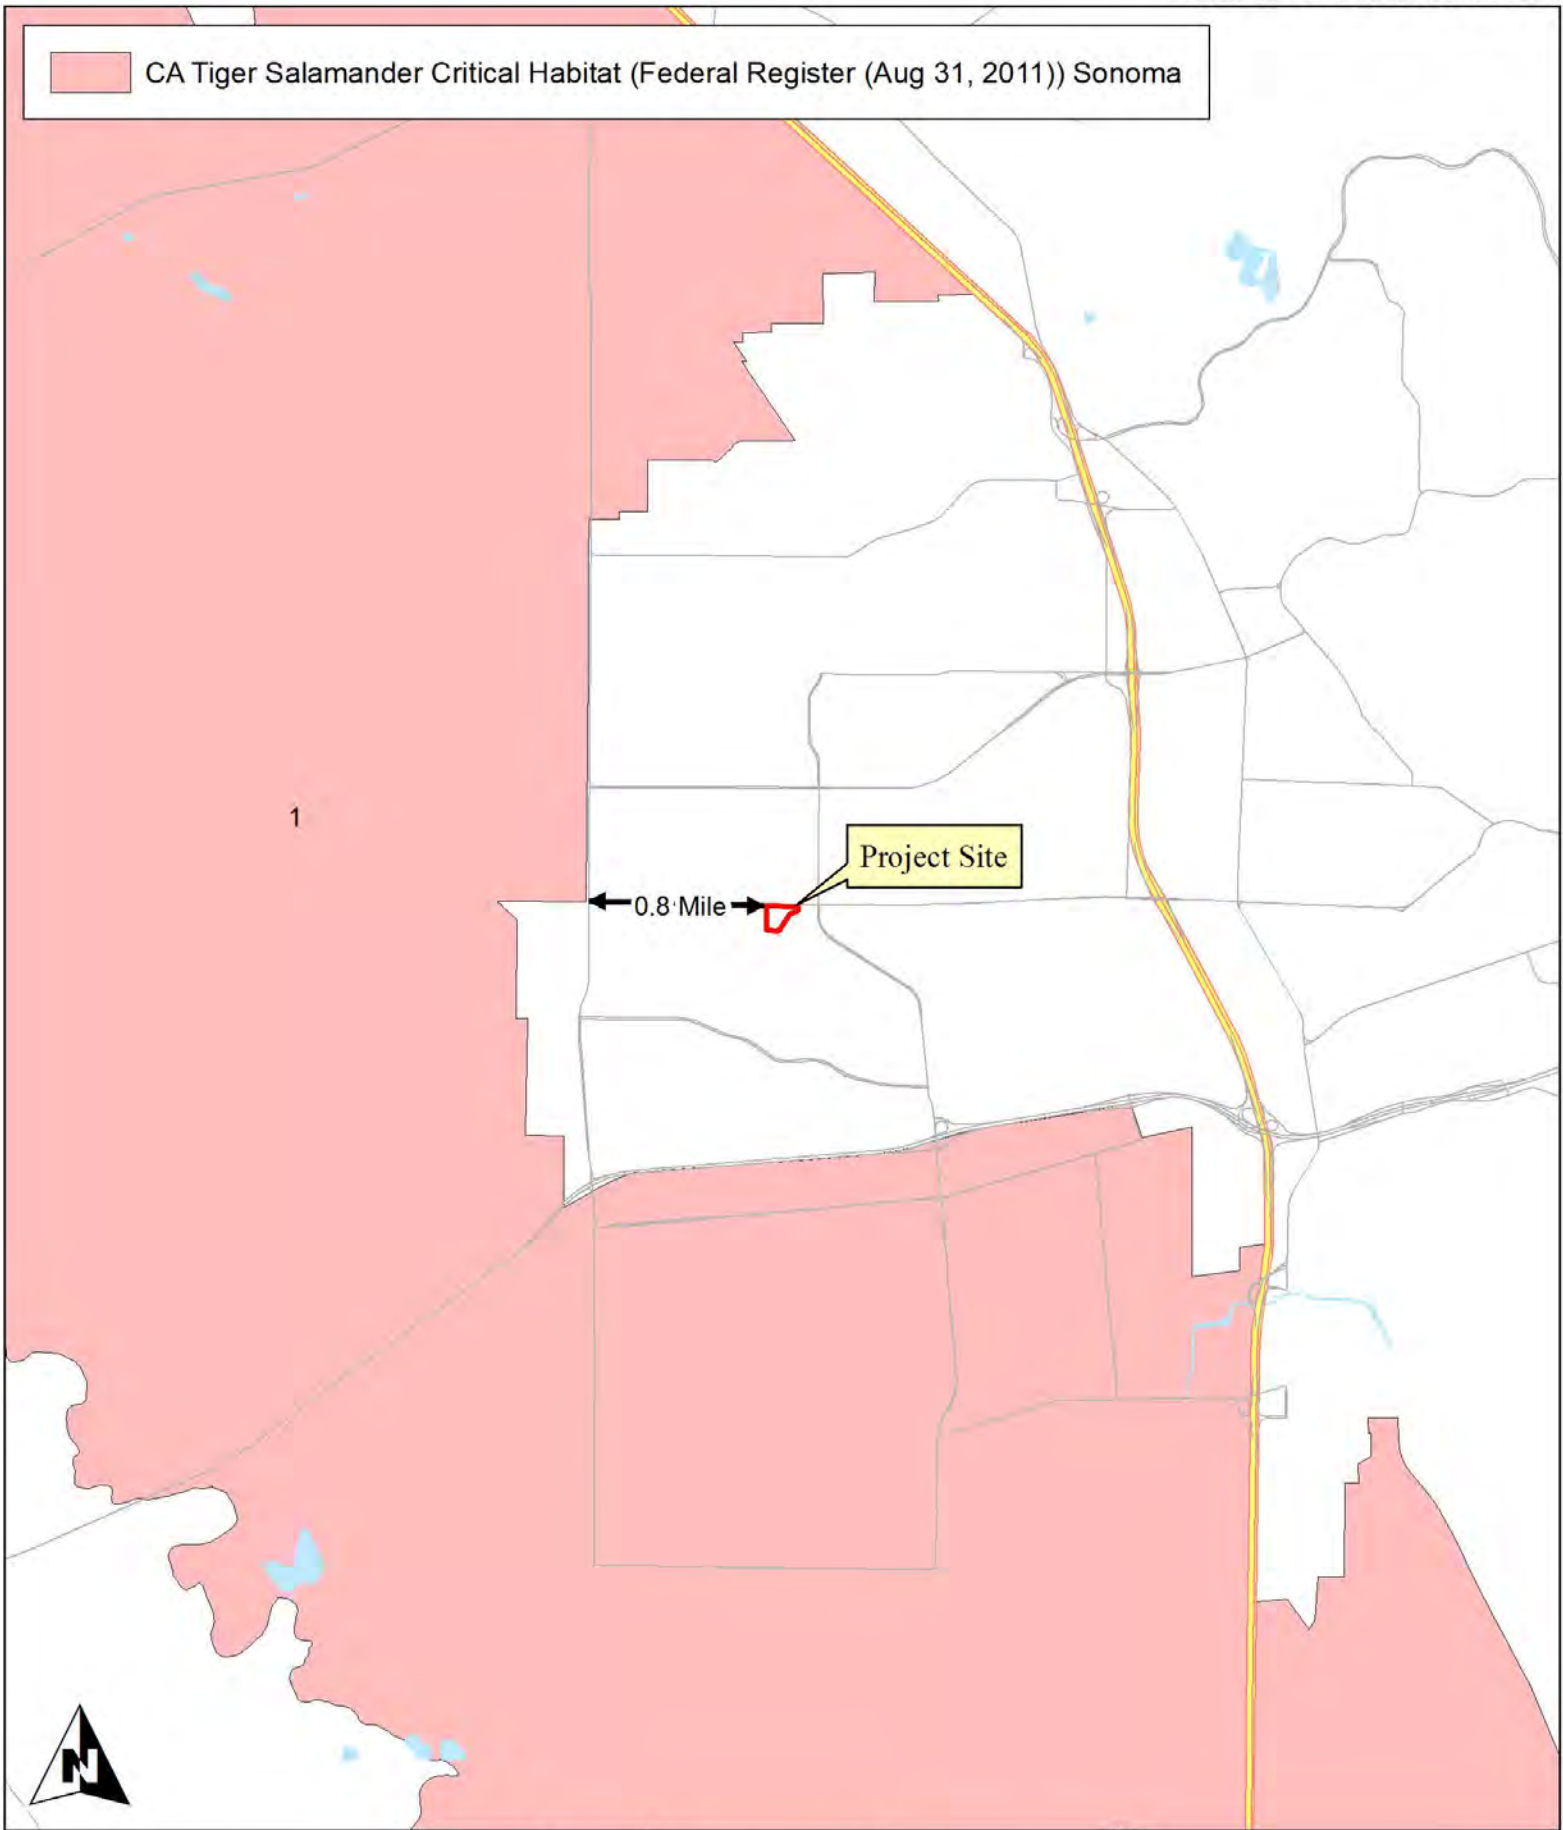 CA Tiger Salamander Critical Habitat (Federal Register (Aug 31, 2011)) Sonoma
1
Project Site
0.8 Mile
N